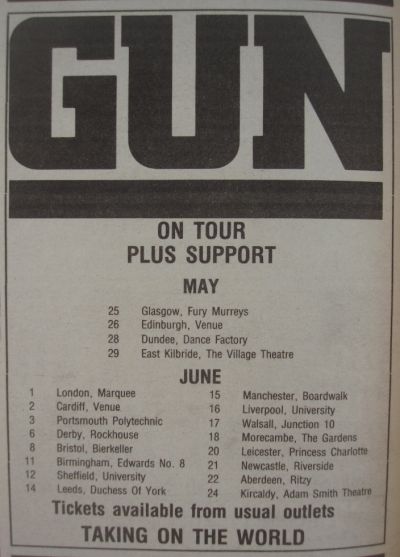 GUN
ON TOUR
PLUS SUPPORT
MAY
25 Glasgow, Fury Murreys
26 Edinburgh, Venue
28 Dundee, Dance Factory
29 East Kilbride, The Village Theatre
JUNE
1 London, Marquee
2 Cardiff, Venue
3 Portsmouth Polytechnic
6 Derby, Rockhouse
8 Bristol, Bierkeller
11 Birmingham, Edwards No. 8
12 Sheffield, University
14 Leeds, Duchess Of York
15 Manchester, Boardwalk
16 Liverpool, University
17 Walsall, Junction 10
18 Morecambe, The Gardens
20 Leicester, Princess Charlotte
21 Newcastle, Riverside
22 Aberdeen, Ritzy
24 Kircaldy, Adam Smith Theatre
Tickets available from usual outlets
TAKING ON THE WORLD